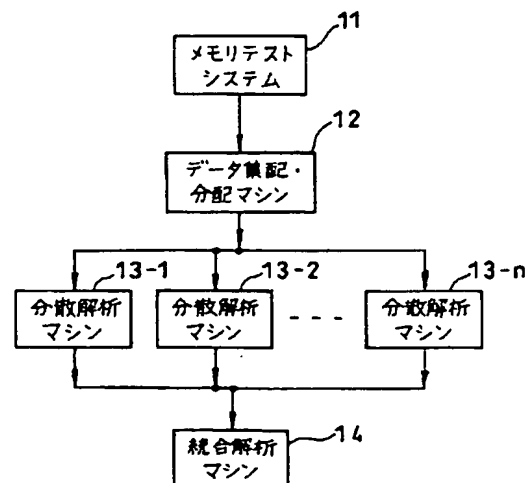 11
メモリテスト
システム
12
データ集配・
分配マシン
13-1
13-2
13-n
分散解析
マシン
分散解析
マシン
分散解析
マシン
14
統合解析
マシン